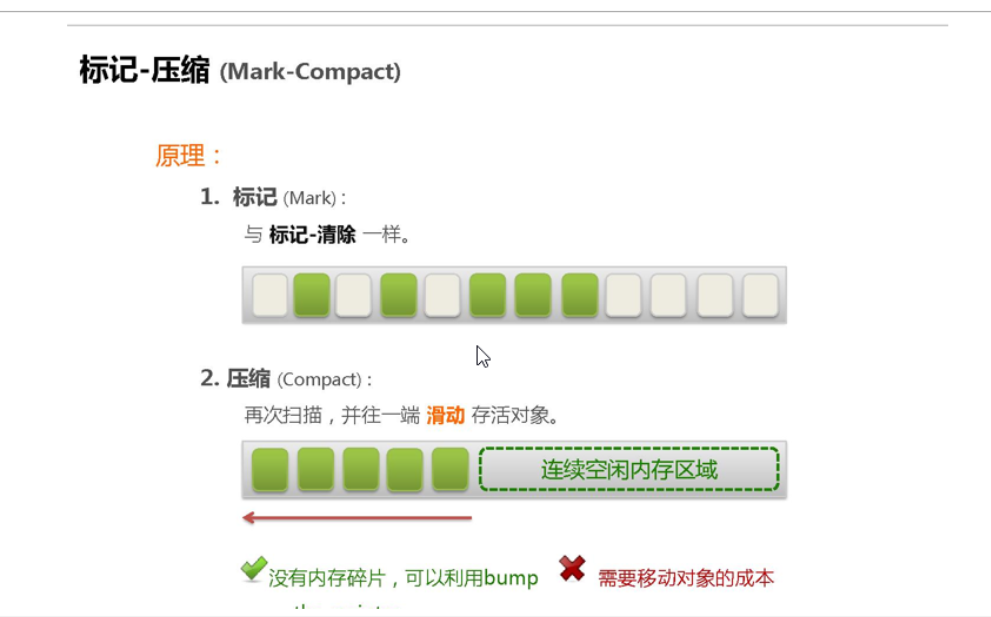 标记-压缩 (Mark-Compact)
原理：
1. 标记 (Mark)：
与 标记-清除 一样。
2. 压缩 (Compact)：
再次扫描，并往一端 滑动 存活对象。
连续空闲内存区域
没有内存碎片，可以利用bump
需要移动对象的成本